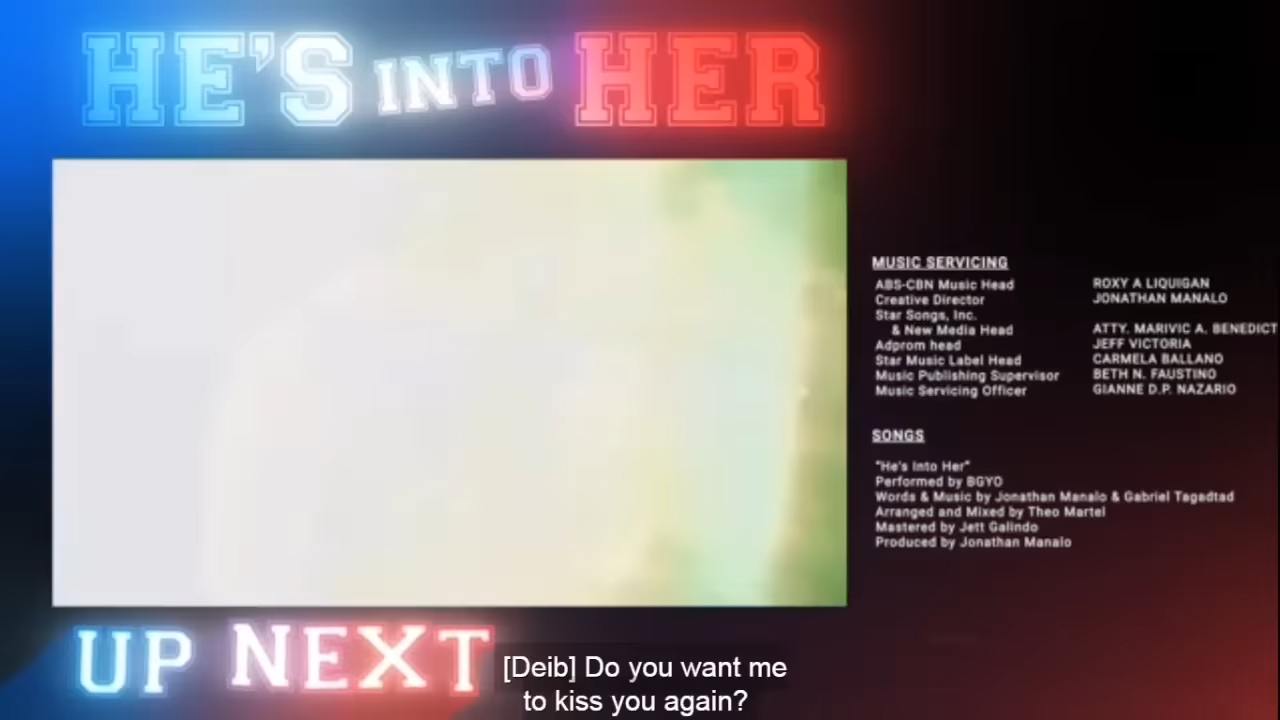 HE'S INTO HER
MUSIC SERVICING
ABS-CBN Music Head ROXY A LIQUIGAN
Creative Director JONATHAN MANALO
Star Songs, Inc.
& New Media Head ATTY. MARIVIC A. BENEDICT
Adprom head JEFF VICTORIA
Star Music Label Head CARMELA BALLANO
Music Publishing Supervisor BETH N. FAUSTINO
Music Servicing Officer GIANNE D.P. NAZARIO
SONGS
"He's Into Her"
Performed by BGYO
Words & Music by Jonathan Manalo & Gabriel Tagadtad
Arranged and Mixed by Theo Martel
Mastered by Jett Galindo
Produced by Jonathan Manalo
UP NEXT
[Deib] Do you want me
to kiss you again?